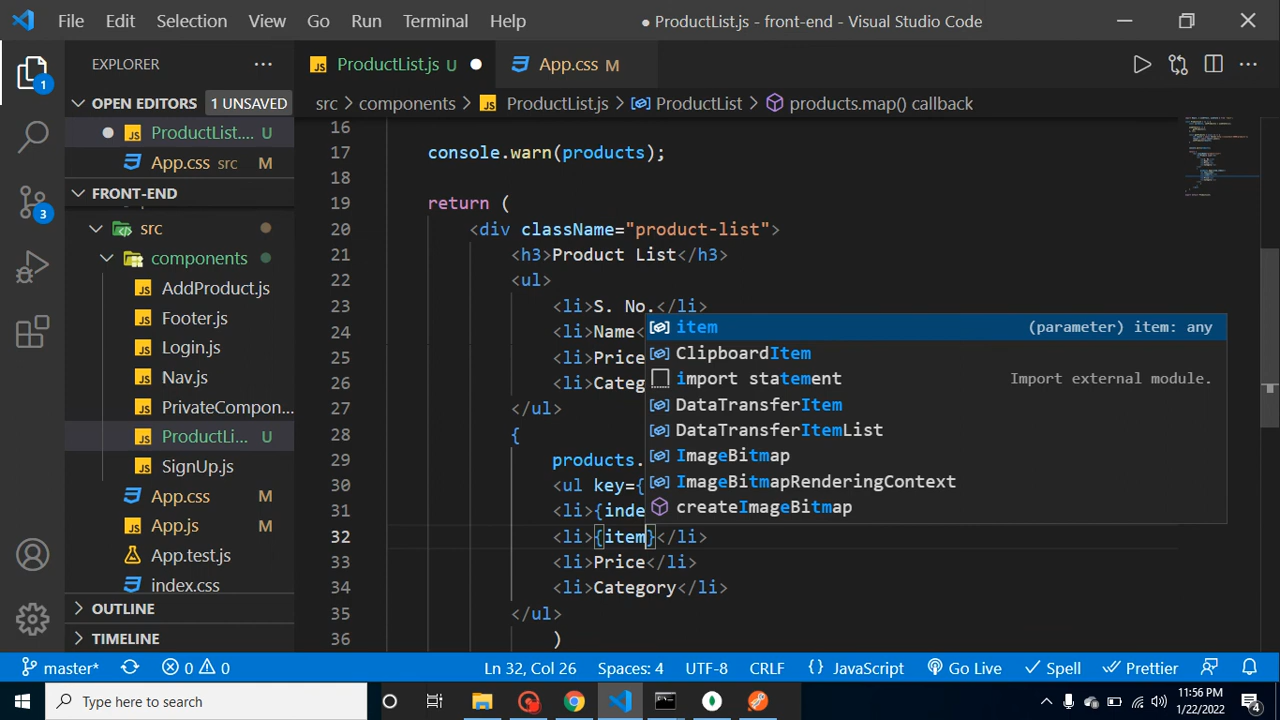 File Edit Selection View Go Run Terminal Help ● ProductList.js - front-end - Visual Studio Code
EXPLORER ···
ProductList.js U ●
App.css M
OPEN EDITORS 1 UNSAVED
ProductList.... U
App.css src M
src > components > ProductList.js > ProductList > products.map() callback
FRONT-END
src
components
AddProduct.js
Footer.js
Login.js
Nav.js
PrivateCompon...
ProductLi... U
SignUp.js
App.css M
App.js M
App.test.js
index.css
OUTLINE
TIMELINE
16
17 console.warn(products);
18
19 return (
20 <div className="product-list">
21 <h3>Product List</h3>
22 <ul>
23 <li>S. No.</li>
24 <li>Name<
25 <li>Price
26 <li>Categ
27 </ul>
28 {
29 products.
30 <ul key={
31 <li>{inde
32 <li>{item}</li>
33 <li>Price</li>
34 <li>Category</li>
35 </ul>
36 )
item (parameter) item: any
ClipboardItem
import statement Import external module.
DataTransferItem
DataTransferItemList
ImageBitmap
ImageBitmapRenderingContext
createImageBitmap
1
3
master* 0 0 Ln 32, Col 26 Spaces: 4 UTF-8 CRLF {} JavaScript Go Live Spell Prettier
Type here to search
11:56 PM
1/22/2022
4